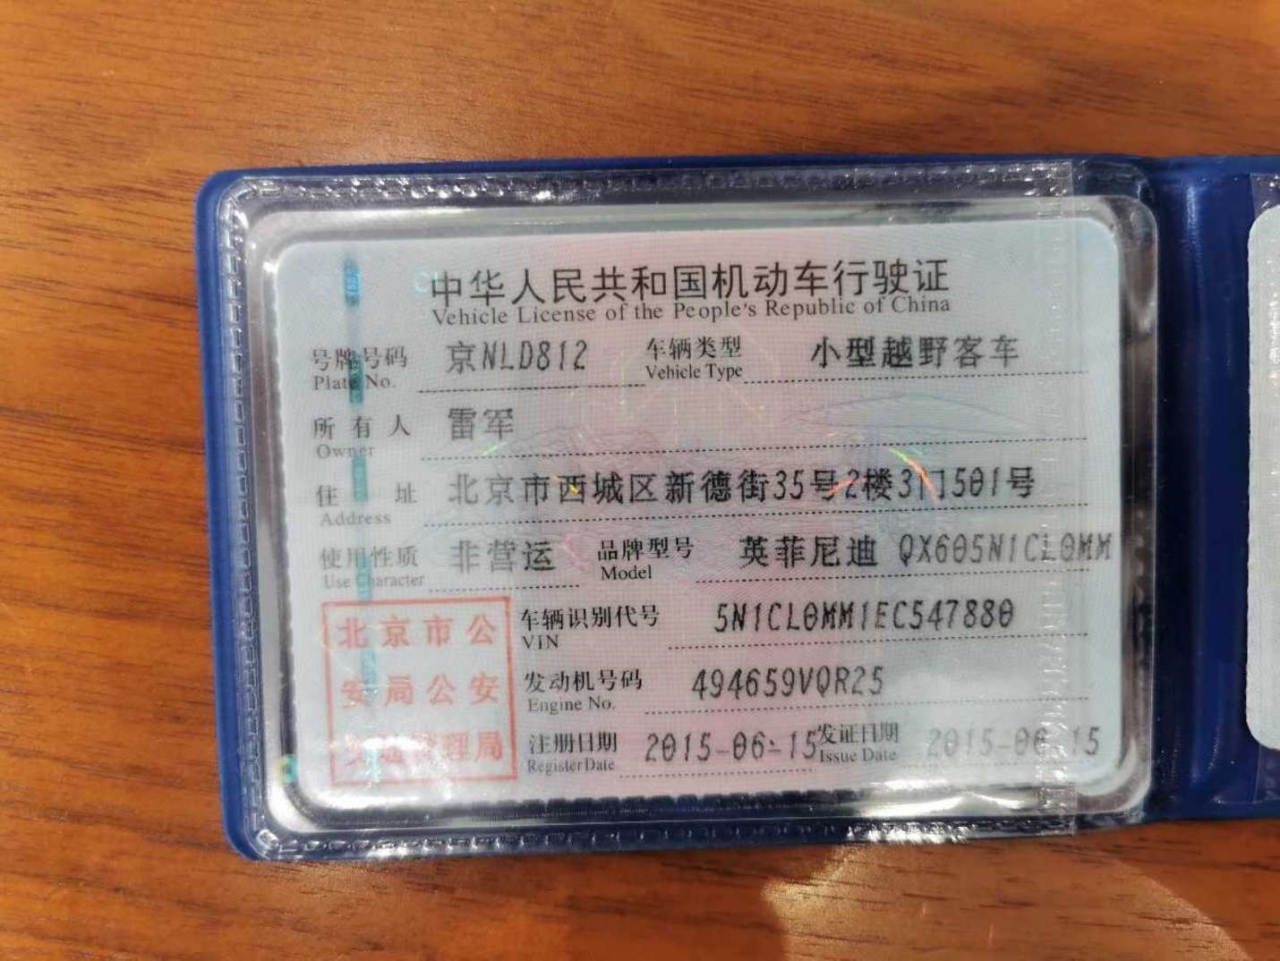 中华人民共和国机动车行驶证
Vehicle License of the People's Republic of China
号牌号码 京NLD812 车辆类型 小型越野客车
Plate No. Vehicle Type
所有人 雷军
Owner
住址 北京市西城区新德街35号2楼3门501号
Address
使用性质 非营运 品牌型号 英菲尼迪 QX605N1CL0MM
Use Character Model
北京市公 车辆识别代号 5N1CL0MM1EC547880
VIN
安局公安 发动机号码 494659VQR25
Engine No.
交通管理局 注册日期 2015-06-15 发证日期 2015-06-15
Register Date Issue Date